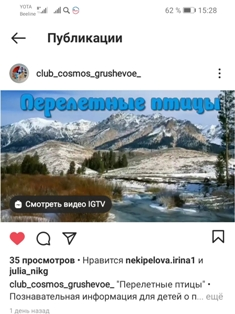 YOTA 62 % 15:28
Beeline
Публикации
club_cosmos_grushevoe_
Перелетные птицы
Смотреть видео IGTV
35 просмотров • Нравится nekipelova.irina1 и
julia_nikg
club_cosmos_grushevoe_ "Перелетные птицы" •
Познавательная информация для детей о п... ещё
1 день назад